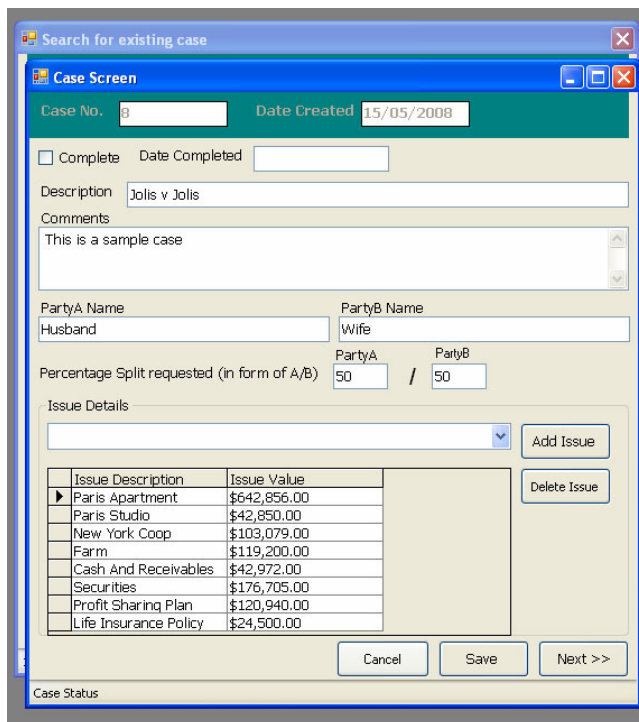 Search for existing case
Case Screen
Case No. 8 Date Created 15/05/2008
Complete Date Completed
Description Jolis v Jolis
Comments
This is a sample case
PartyA Name PartyB Name
Husband Wife
PartyA PartyB
Percentage Split requested (in form of A/B) 50 / 50
Issue Details
Add Issue
Delete Issue
Issue Description Issue Value
Paris Apartment $642,856.00
Paris Studio $42,850.00
New York Coop $103,079.00
Farm $119,200.00
Cash And Receivables $42,972.00
Securities $176,705.00
Profit Sharing Plan $120,940.00
Life Insurance Policy $24,500.00
Cancel Save Next >>
Case Status